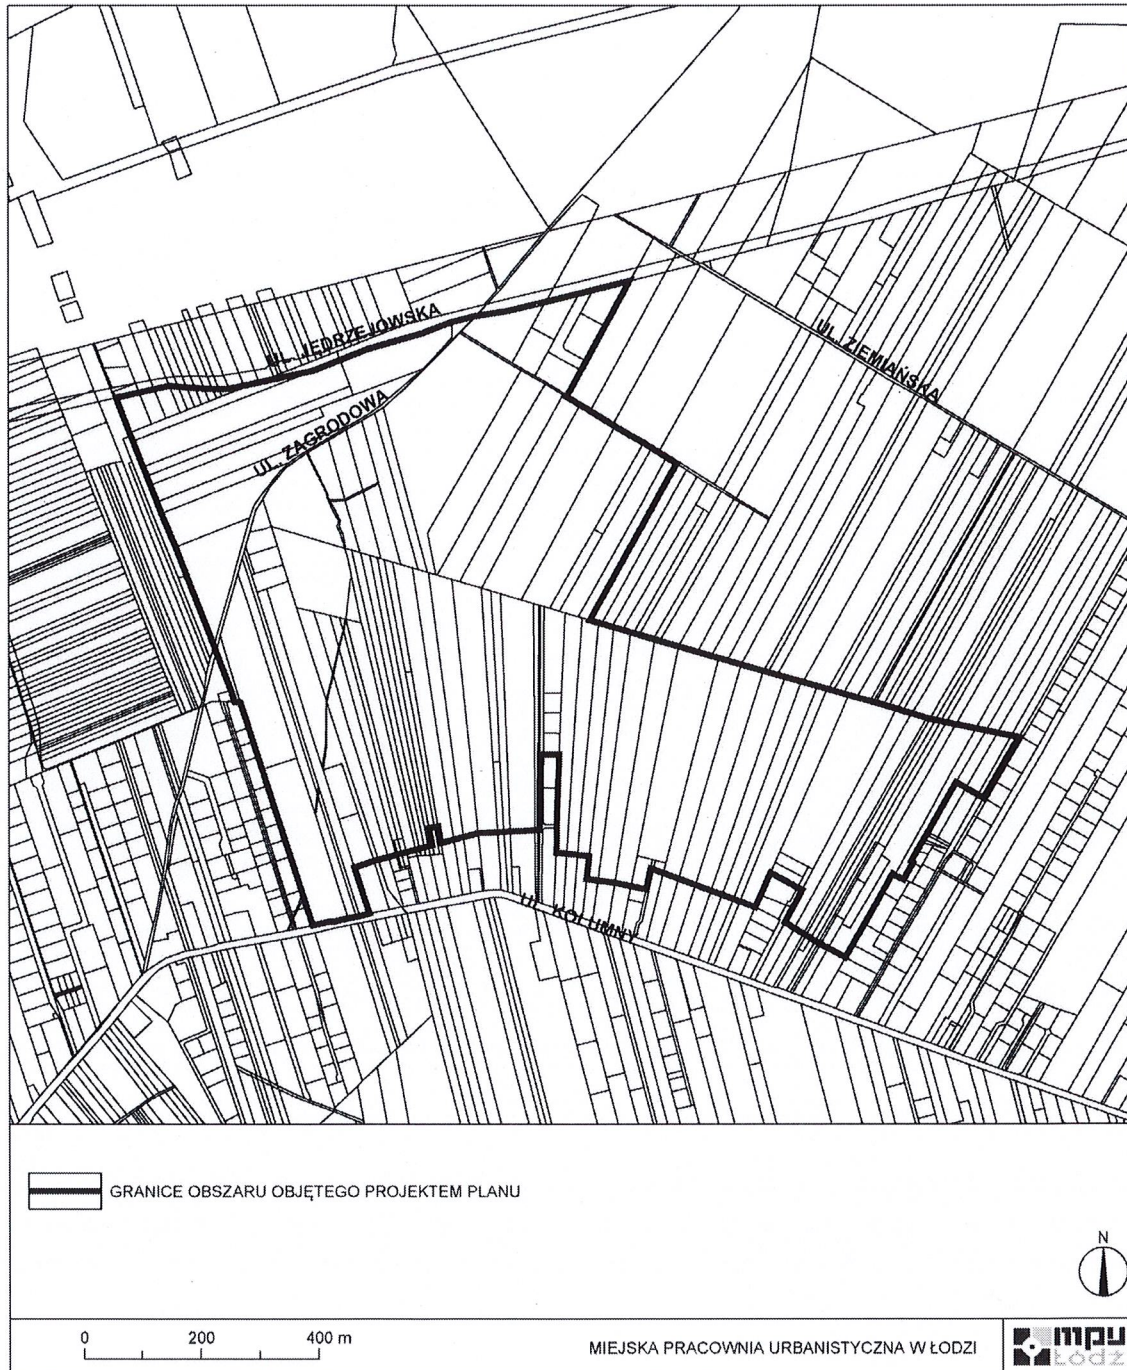 UL. JĘDRZEJOWSKA
UL. ZIEMIAŃSKA
UL. ZAGRODOWA
UL. KOLUMNY
GRANICE OBSZARU OBJĘTEGO PROJEKTEM PLANU
N
0 200 400 m
MIEJSKA PRACOWNIA URBANISTYCZNA W ŁODZI
mpu
Łódź